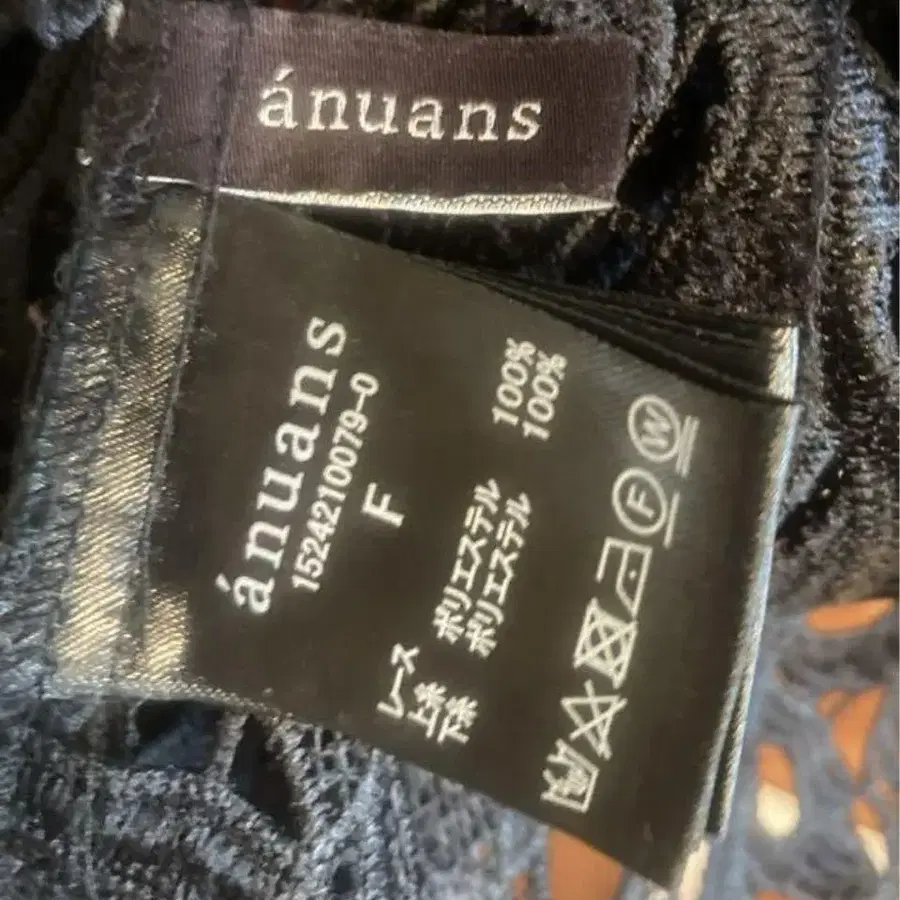 ánuans
ánuans
1524210079-0
F
レース
上糸 ポリエステル 100%
下糸 ポリエステル 100%
F W